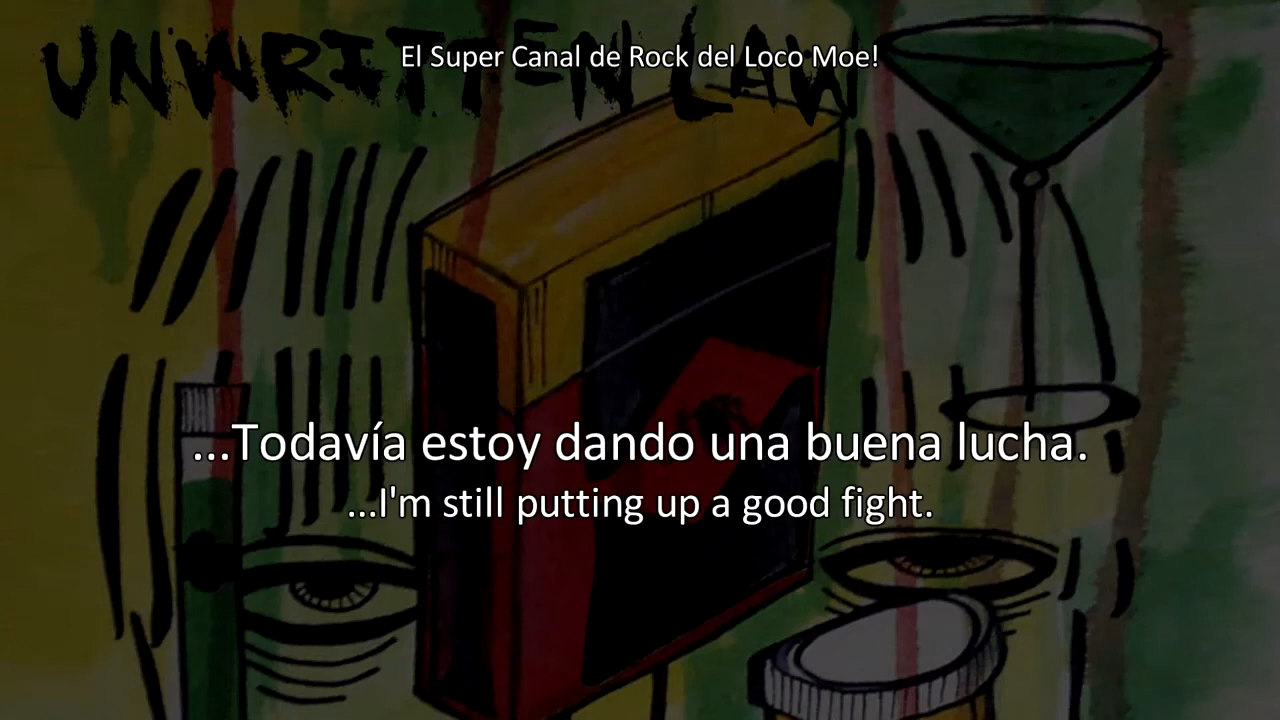 UNWRITTEN LAW
El Super Canal de Rock del Loco Moe!
...Todavía estoy dando una buena lucha.
...I'm still putting up a good fight.